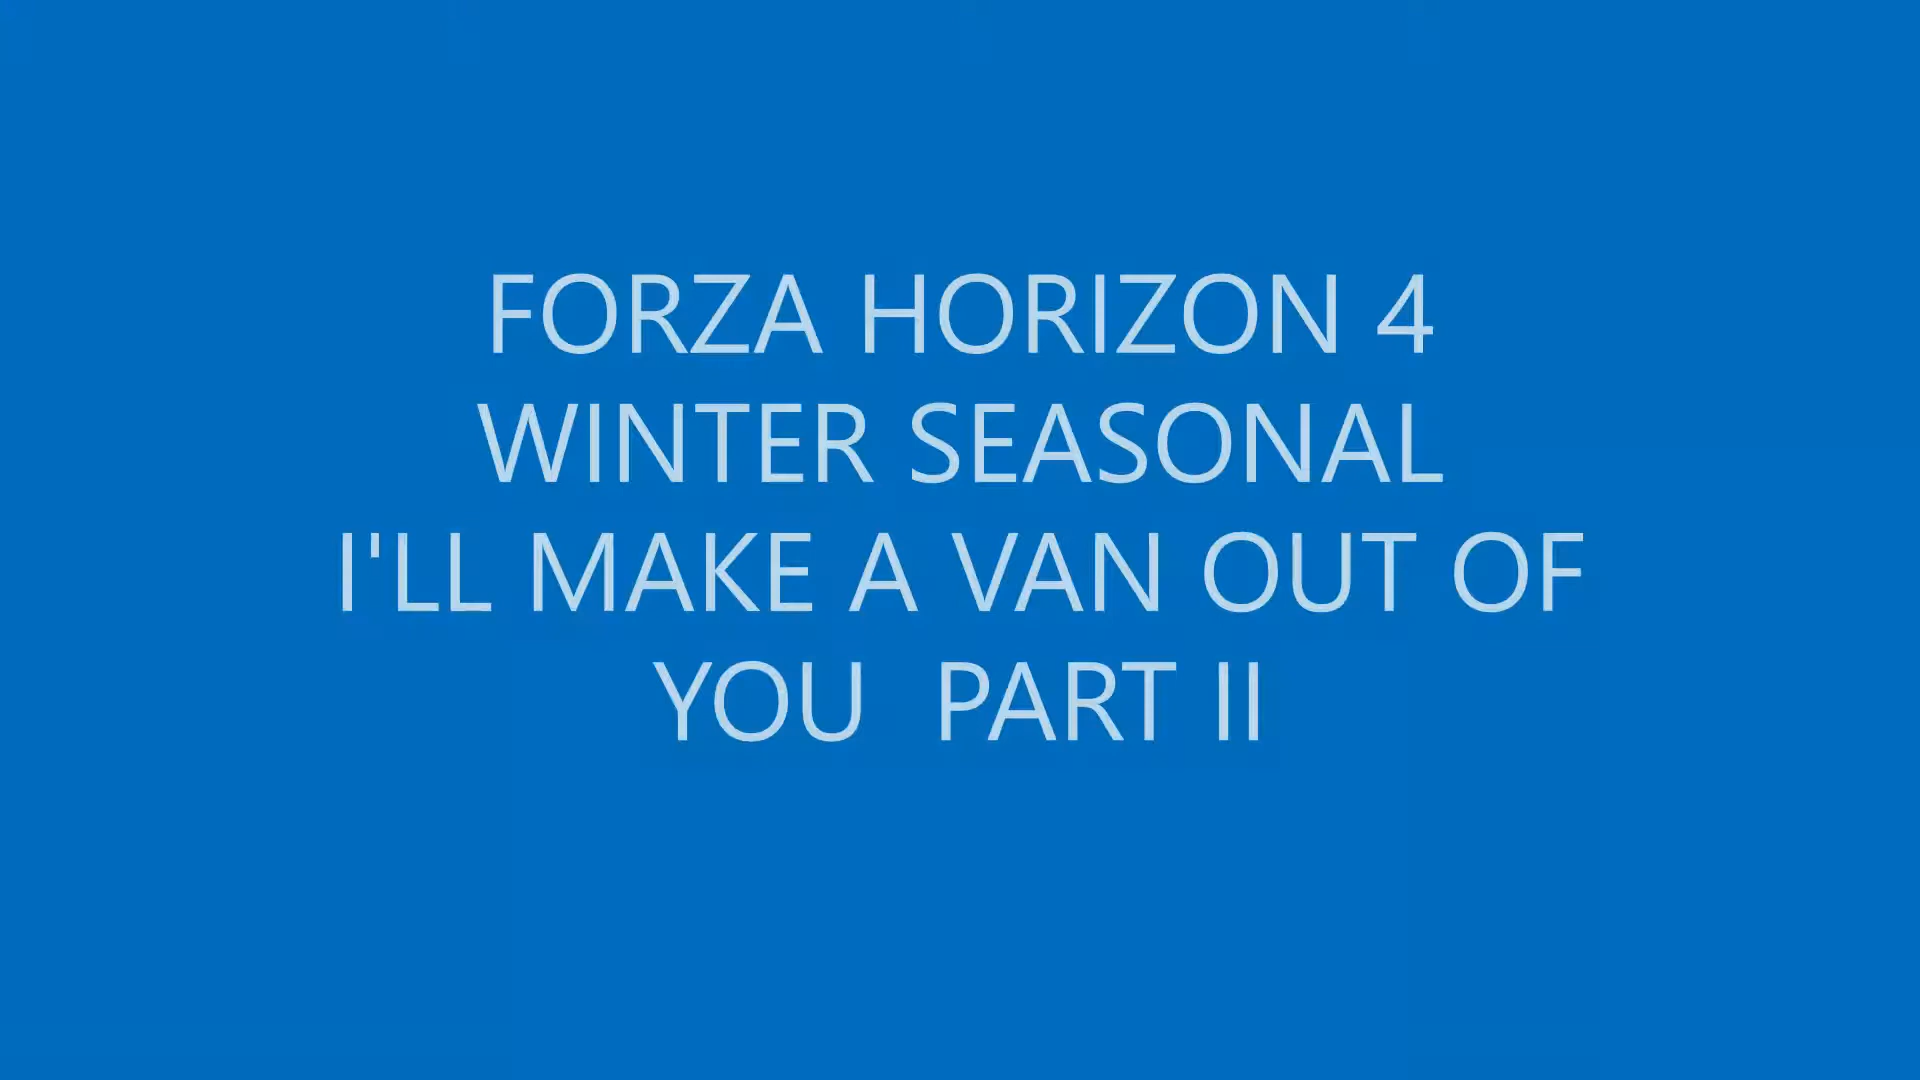 FORZA HORIZON 4
WINTER SEASONAL
I'LL MAKE A VAN OUT OF
YOU  PART II